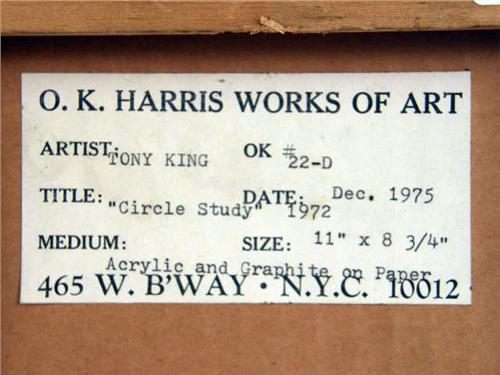 O. K. HARRIS WORKS OF ART
ARTIST: TONY KING OK # 22-D
TITLE: "Circle Study" 1972 DATE: Dec. 1975
MEDIUM: Acrylic and Graphite on Paper SIZE: 11" x 8 3/4"
465 W. B'WAY • N.Y.C. 10012